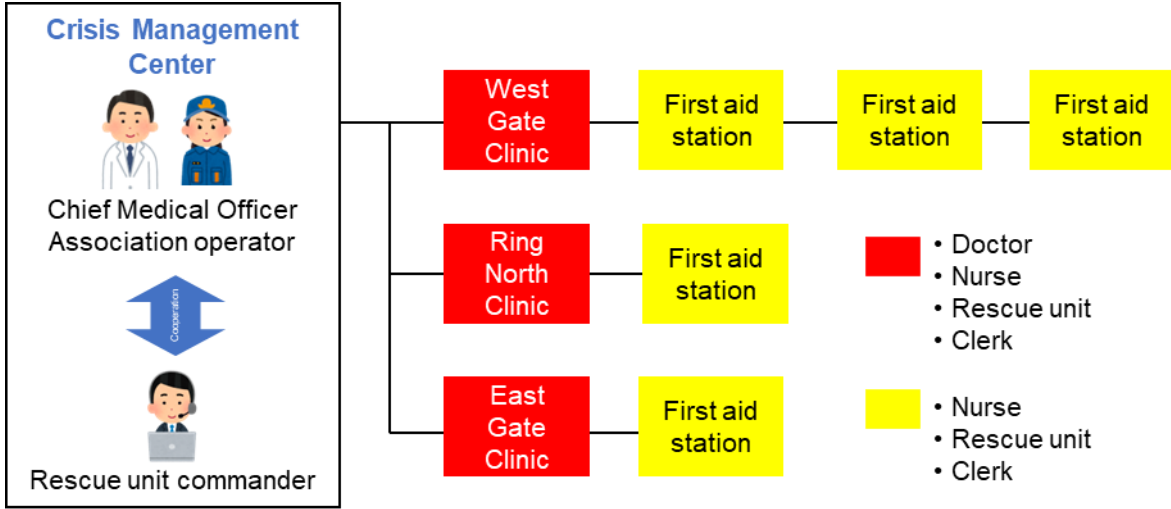 Crisis Management
Center
Chief Medical Officer
Association operator
Cooperation
Rescue unit commander
West
Gate
Clinic
First aid
station
First aid
station
First aid
station
Ring
North
Clinic
First aid
station
East
Gate
Clinic
First aid
station
• Doctor
• Nurse
• Rescue unit
• Clerk
• Nurse
• Rescue unit
• Clerk